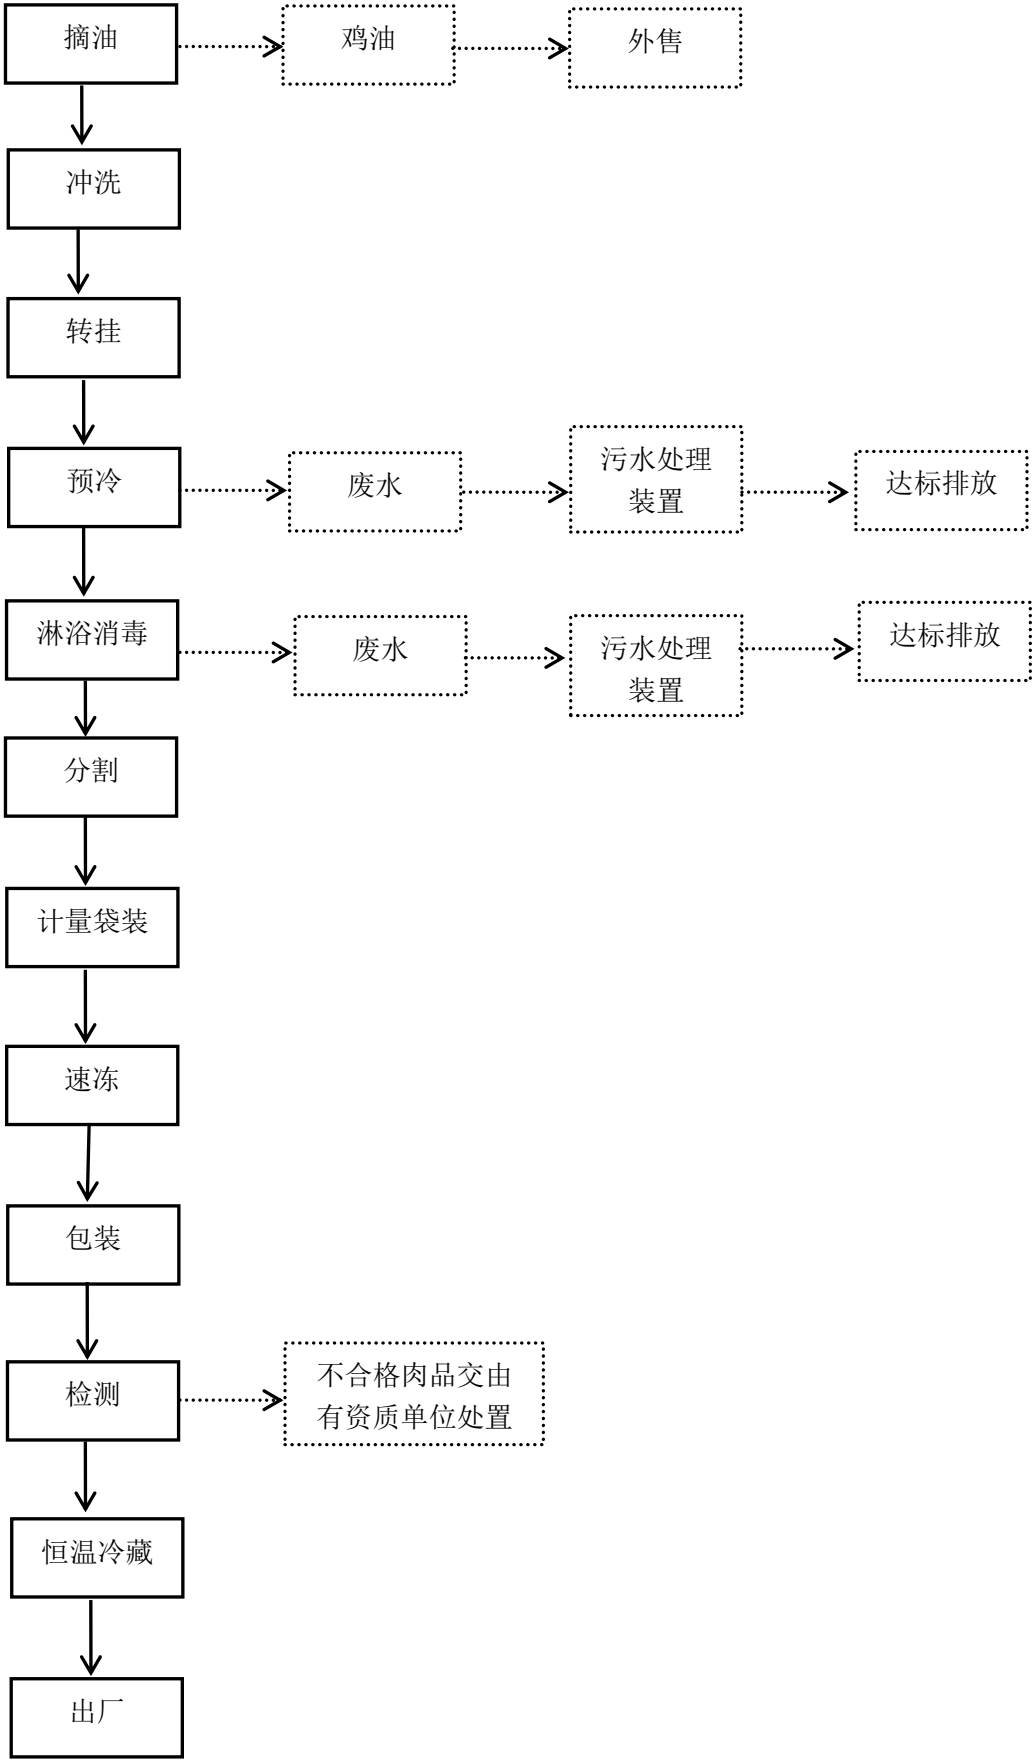 摘油
鸡油
外售
冲洗
转挂
预冷
废水
污水处理
装置
达标排放
淋浴消毒
废水
污水处理
装置
达标排放
分割
计量袋装
速冻
包装
检测
不合格肉品交由
有资质单位处置
恒温冷藏
出厂